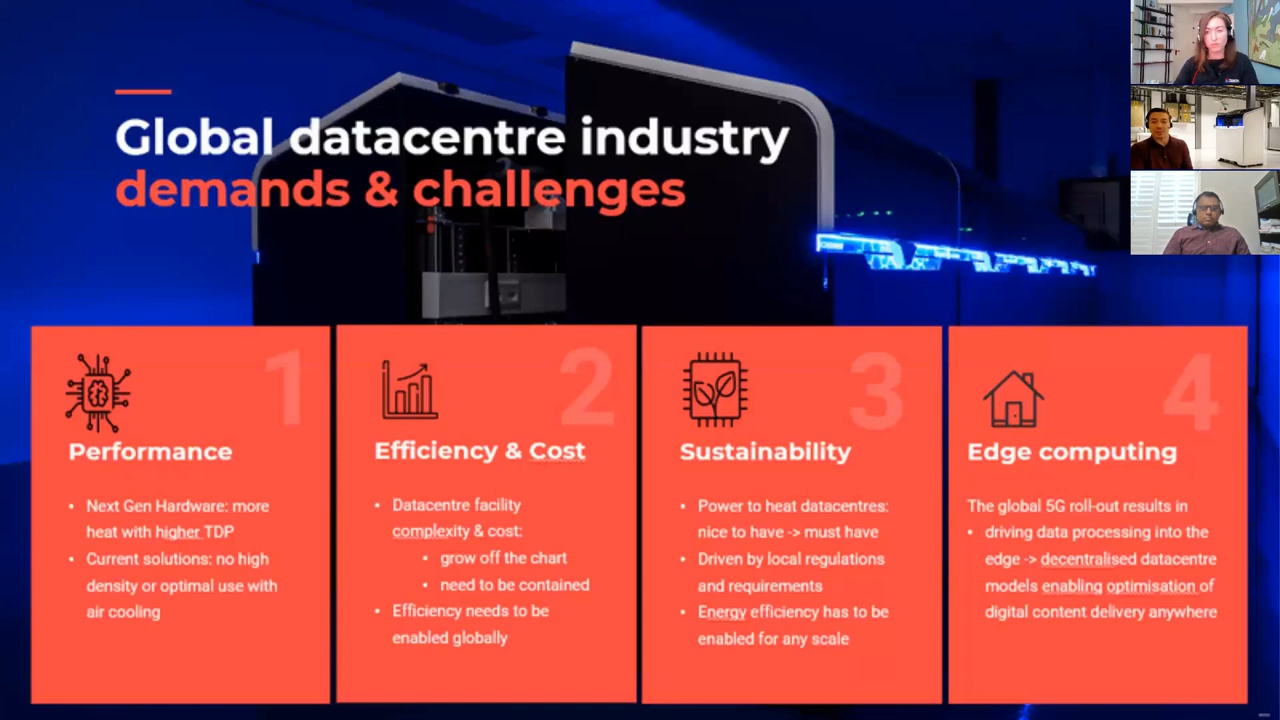 Global datacentre industry
demands & challenges
1
Performance
• Next Gen Hardware: more
heat with higher TDP
• Current solutions: no high
density or optimal use with
air cooling
2
Efficiency & Cost
• Datacentre facility
complexity & cost:
• grow off the chart
• need to be contained
• Efficiency needs to be
enabled globally
3
Sustainability
• Power to heat datacentres:
nice to have -> must have
• Driven by local regulations
and requirements
• Energy efficiency has to be
enabled for any scale
4
Edge computing
The global 5G roll-out results in
• driving data processing into the
edge -> decentralised datacentre
models enabling optimisation of
digital content delivery anywhere